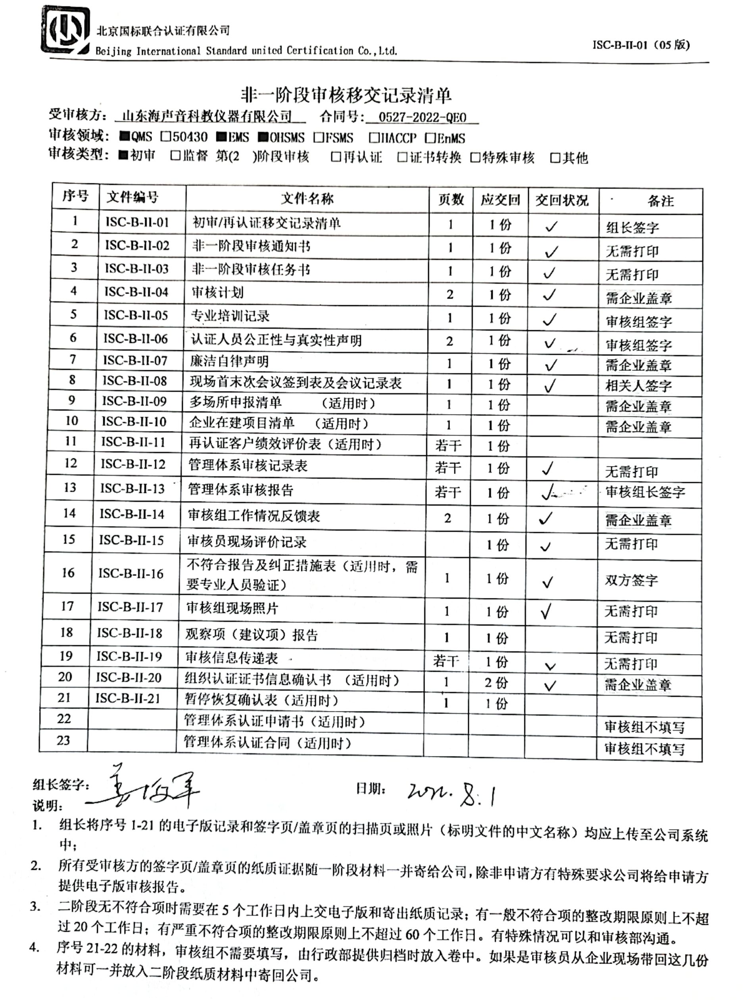 北京国标联合认证有限公司
Beijing International Standard united Certification Co.,Ltd.
ISC-B-II-01（05 版)
非一阶段审核移交记录清单
受审核方： 山东海声音科教仪器有限公司 合同号： 0527-2022-QEO
审核领域：■QMS □50430 ■EMS ■OHSMS □FSMS □HACCP □EnMS
审核类型：■初审 □监督 第(2 )阶段审核 □再认证 □证书转换 □特殊审核 □其他
序号 文件编号 文件名称 页数 应交回 交回状况 备注
1 ISC-B-II-01 初审/再认证移交记录清单 1 1 份 ✓ 组长签字
2 ISC-B-II-02 非一阶段审核通知书 1 1 份 ✓ 无需打印
3 ISC-B-II-03 非一阶段审核任务书 1 1 份 ✓ 无需打印
4 ISC-B-II-04 审核计划 2 1 份 ✓ 需企业盖章
5 ISC-B-II-05 专业培训记录 1 1 份 ✓ 审核组签字
6 ISC-B-II-06 认证人员公正性与真实性声明 2 1 份 ✓ 审核组签字
7 ISC-B-II-07 廉洁自律声明 1 1 份 ✓ 需企业盖章
8 ISC-B-II-08 现场首末次会议签到表及会议记录表 1 1 份 ✓ 相关人签字
9 ISC-B-II-09 多场所申报清单 （适用时） 1 1 份 需企业盖章
10 ISC-B-II-10 企业在建项目清单 （适用时） 1 1 份 需企业盖章
11 ISC-B-II-11 再认证客户绩效评价表（适用时） 若干 1 份
12 ISC-B-II-12 管理体系审核记录表 若干 1 份 ✓ 无需打印
13 ISC-B-II-13 管理体系审核报告 若干 1 份 ✓ 审核组长签字
14 ISC-B-II-14 审核组工作情况反馈表 2 1 份 ✓ 需企业盖章
15 ISC-B-II-15 审核员现场评价记录 1 份 ✓ 无需打印
16 ISC-B-II-16 不符合报告及纠正措施表（适用时，需
要专业人员验证） 1 1 份 ✓ 双方签字
17 ISC-B-II-17 审核组现场照片 1 1 份 ✓ 无需打印
18 ISC-B-II-18 观察项（建议项）报告 1 1 份 无需打印
19 ISC-B-II-19 审核信息传递表 若干 1 份 ✓ 无需打印
20 ISC-B-II-20 组织认证证书信息确认书 （适用时） 1 2 份 ✓ 需企业盖章
21 ISC-B-II-21 暂停恢复确认表（适用时） 1 1 份
22 管理体系认证申请书（适用时） 审核组不填写
23 管理体系认证合同（适用时） 审核组不填写
组长签字： 日期： 2022.8.1
说明：
1. 组长将序号 1-21 的电子版记录和签字页/盖章页的扫描页或照片（标明文件的中文名称）均应上传至公司系统
中；
2. 所有受审核方的签字页/盖章页的纸质证据随一阶段材料一并寄给公司，除非申请方有特殊要求公司将给申请方
提供电子版审核报告。
3. 二阶段无不符合项时需要在 5 个工作日内上交电子版和寄出纸质记录；有一般不符合项的整改期限原则上不超
过 20 个工作日；有严重不符合项的整改期限原则上不超过 60 个工作日。有特殊情况可以和审核部沟通。
4. 序号 21-22 的材料，审核组不需要填写，由行政部提供归档时放入卷中。如果是审核员从企业现场带回这几份
材料可一并放入二阶段纸质材料中寄回公司。